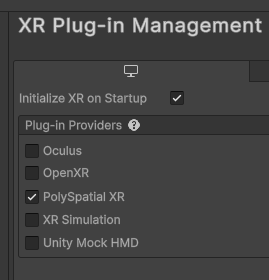 XR Plug-in Management
Initialize XR on Startup
Plug-in Providers
Oculus
OpenXR
PolySpatial XR
XR Simulation
Unity Mock HMD